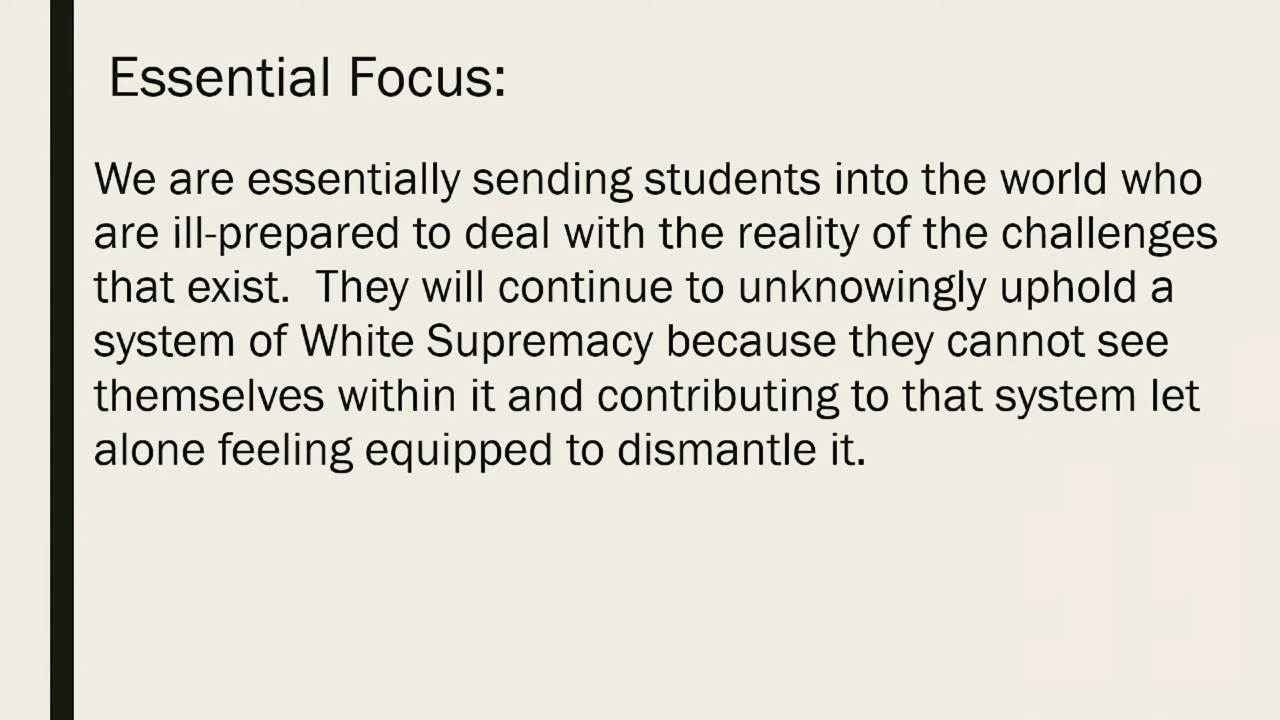 Essential Focus:
We are essentially sending students into the world who
are ill-prepared to deal with the reality of the challenges
that exist.  They will continue to unknowingly uphold a
system of White Supremacy because they cannot see
themselves within it and contributing to that system let
alone feeling equipped to dismantle it.